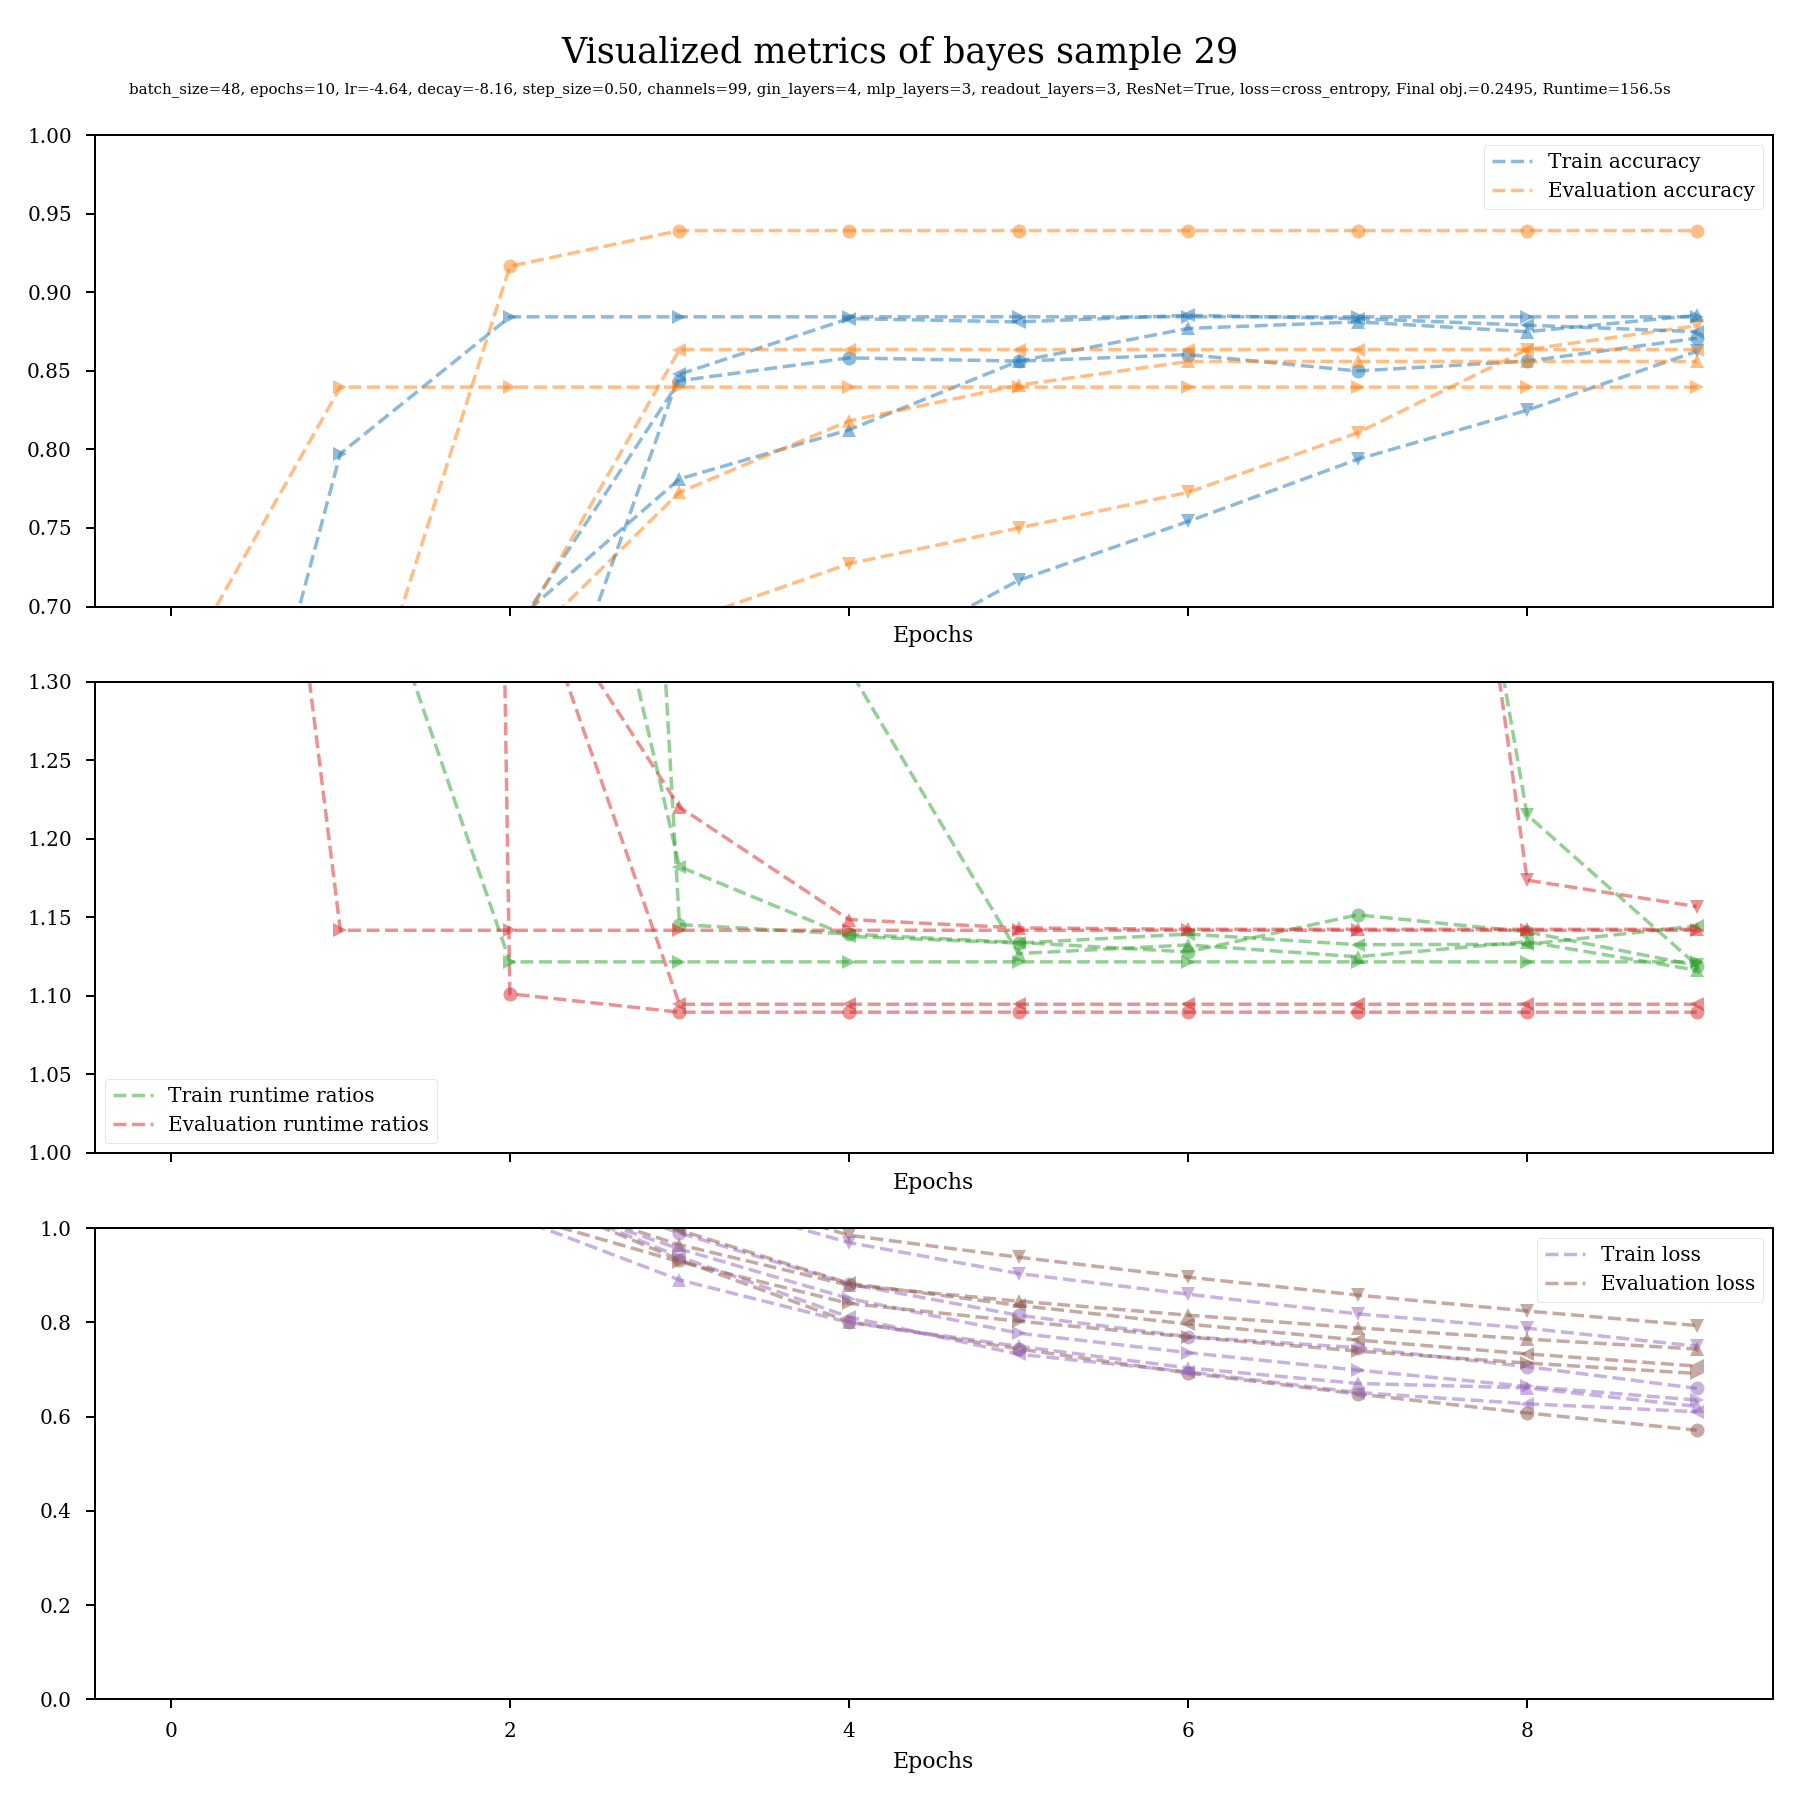 Visualized metrics of bayes sample 29
batch_size=48, epochs=10, lr=-4.64, decay=-8.16, step_size=0.50, channels=99, gin_layers=4, mlp_layers=3, readout_layers=3, ResNet=True, loss=cross_entropy, Final obj.=0.2495, Runtime=156.5s
1.00
0.95
0.90
0.85
0.80
0.75
0.70
Train accuracy
Evaluation accuracy
Epochs
1.30
1.25
1.20
1.15
1.10
1.05
1.00
Train runtime ratios
Evaluation runtime ratios
Epochs
1.0
0.8
0.6
0.4
0.2
0.0
Train loss
Evaluation loss
0 2 4 6 8
Epochs